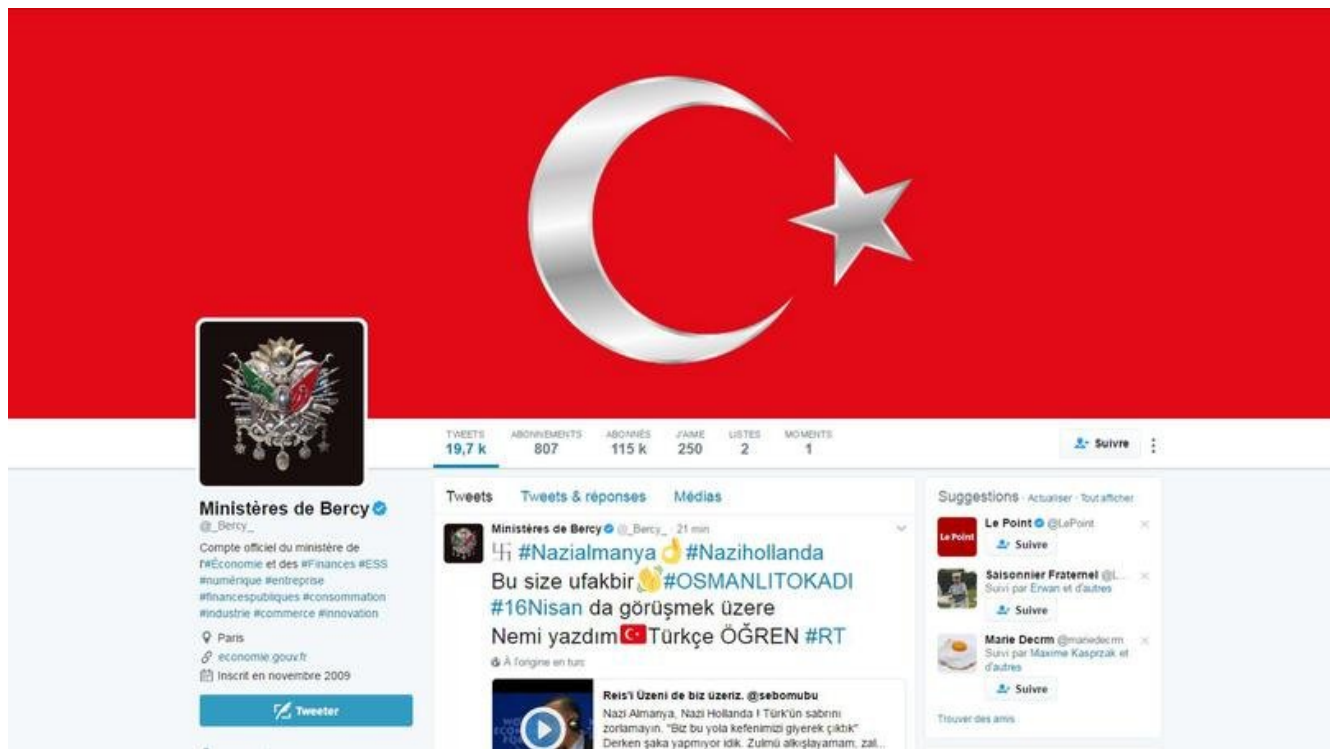 TWEETS ABONNEMENTS ABONNÉS J'AIME LISTES MOMENTS
19,7 k 807 115 k 250 2 1
Suivre
Ministères de Bercy
@_Bercy_
Compte officiel du ministère de
l'#Économie et des #Finances #ESS
#numérique #entreprise
#financespubliques #consommation
#industrie #commerce #innovation
Paris
economie.gouv.fr
Inscrit en novembre 2009
Tweeter
Tweets Tweets & réponses Médias
Ministères de Bercy @_Bercy_ · 21 min
卐 #Nazialmanya 👌 #Nazihollanda
Bu size ufakbir 👏 #OSMANLITOKADI
#16Nisan da görüşmek üzere
Nemi yazdım 🇹🇷 Türkçe ÖĞREN #RT
À l'origine en turc
Reis'i Üzeni de biz üzeriz. @sebomubu
Nazi Almanya, Nazi Hollanda ! Türk'ün sabrını
zorlamayın. "Biz bu yola kefenimizi giyerek çıktık"
Derken şaka yapmıyor idik. Zulmü alkışlayamam, zal...
Suggestions · Actualiser · Tout afficher
Le Point
Le Point @LePoint
Suivre
Saisonnier Fraternel @L...
Suivi par Erwan et d'autres
Suivre
Marie Decrm @mariedecrm
Suivi par Maxime Kasprzak et
d'autres
Suivre
Trouver des amis